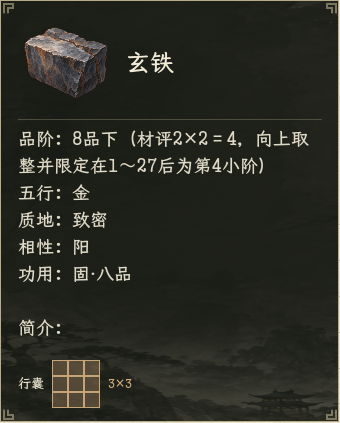 玄铁
品阶：8品下（材评2×2＝4，向上取
整并限定在1～27后为第4小阶）
五行：金
质地：致密
相性：阳
功用：固·八品
简介：
行囊 3×3